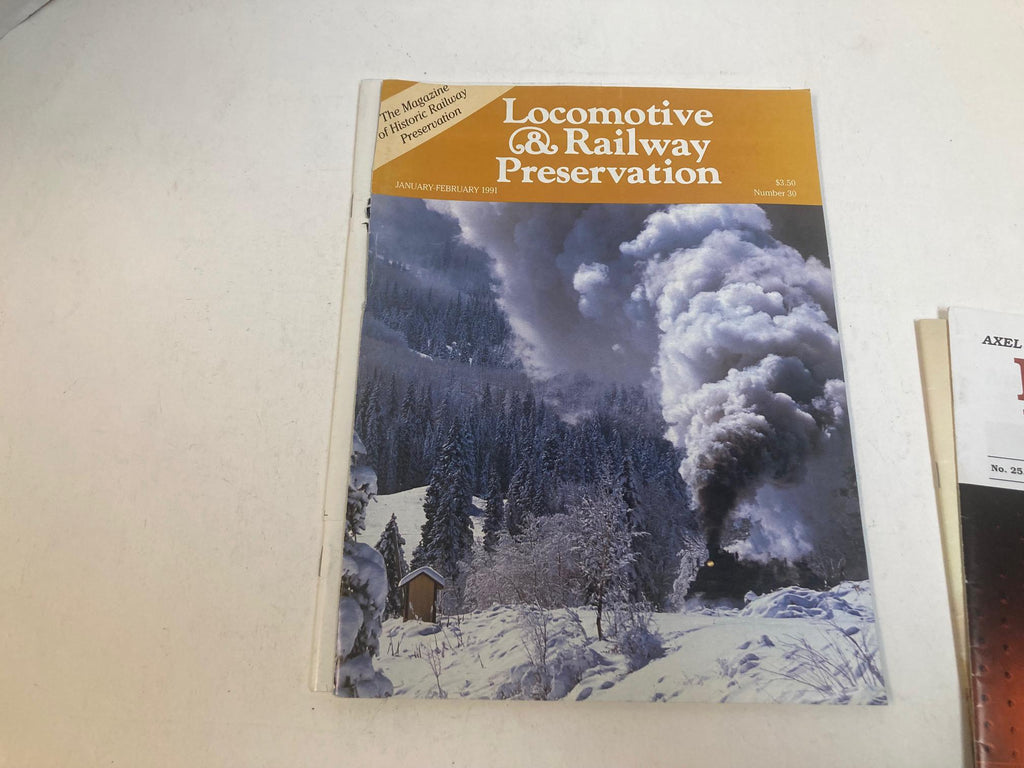 The Magazine
of Historic Railway
Preservation
Locomotive
& Railway
Preservation
JANUARY-FEBRUARY 1991
$3.50
Number 30
AXEL
No. 25